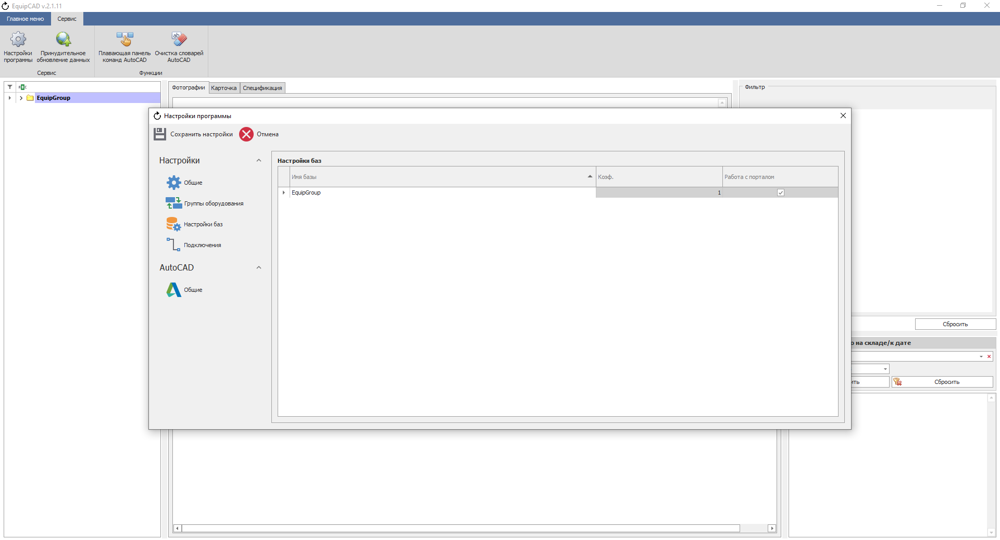 EquipCAD v.2.1.11
Главное меню
Сервис
Настройки
программы
Принудительное
обновление данных
Сервис
Плавающая панель
команд AutoCAD
Очистка словарей
AutoCAD
Функции
EquipGroup
Фотографии
Карточка
Спецификация
Фильтр
Настройки программы
Сохранить настройки
Отмена
Настройки
Общие
Группы оборудования
Настройки баз
Подключения
AutoCAD
Общие
Настройки баз
Имя базы
Коэф.
Работа с порталом
EquipGroup
1
Сбросить
о на складе/к дате
ить
Сбросить